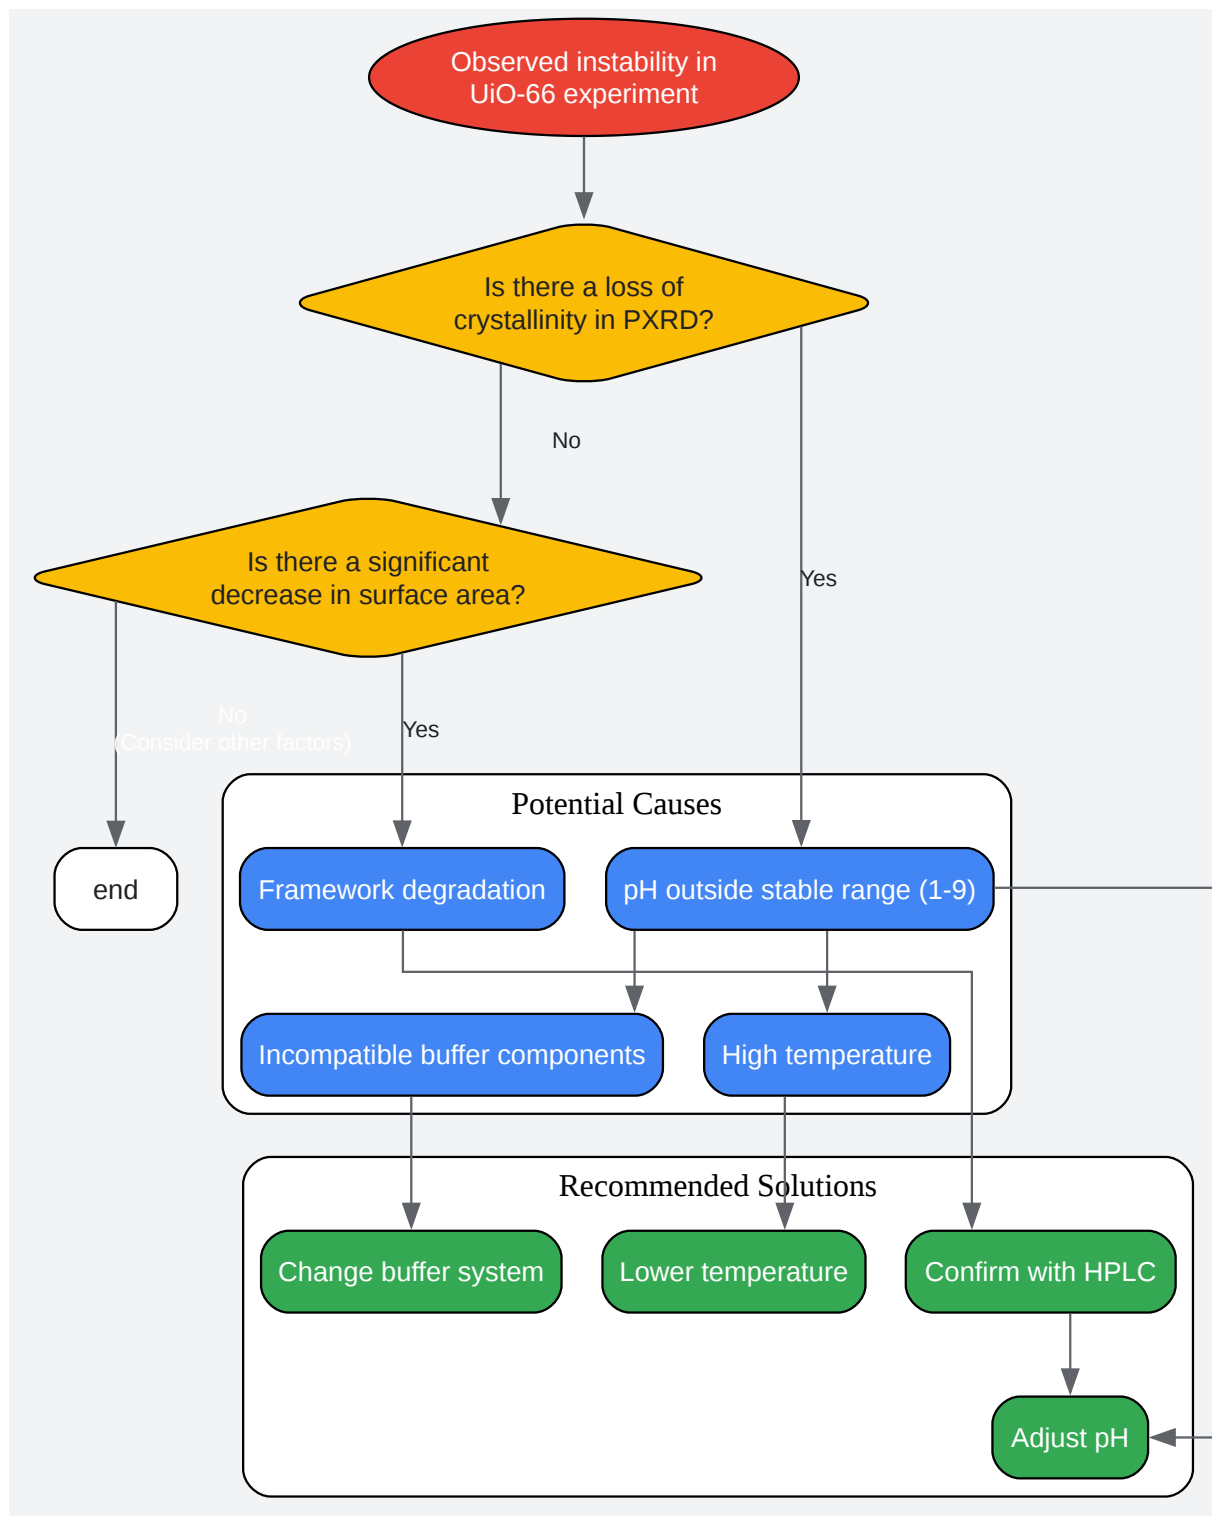 Observed instability in
UiO-66 experiment
Is there a loss of
crystallinity in PXRD?
No
Is there a significant
decrease in surface area?
Yes
No
(Consider other factors)
Yes
Potential Causes
end
Framework degradation
pH outside stable range (1-9)
Incompatible buffer components
High temperature
Recommended Solutions
Change buffer system
Lower temperature
Confirm with HPLC
Adjust pH